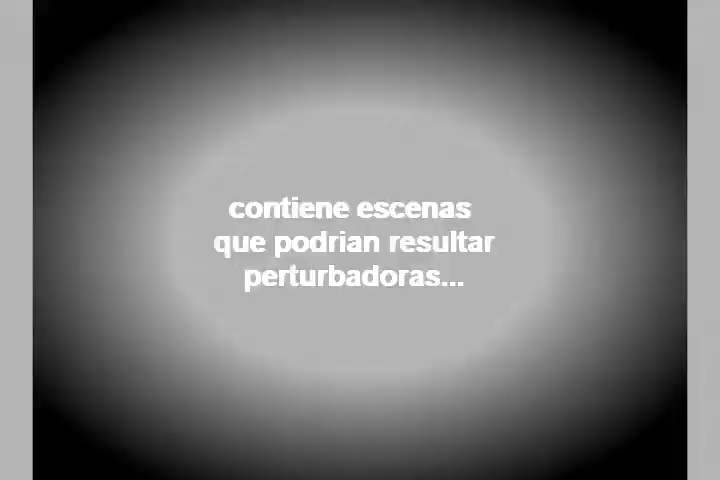 contiene escenas
que podrian resultar
perturbadoras...